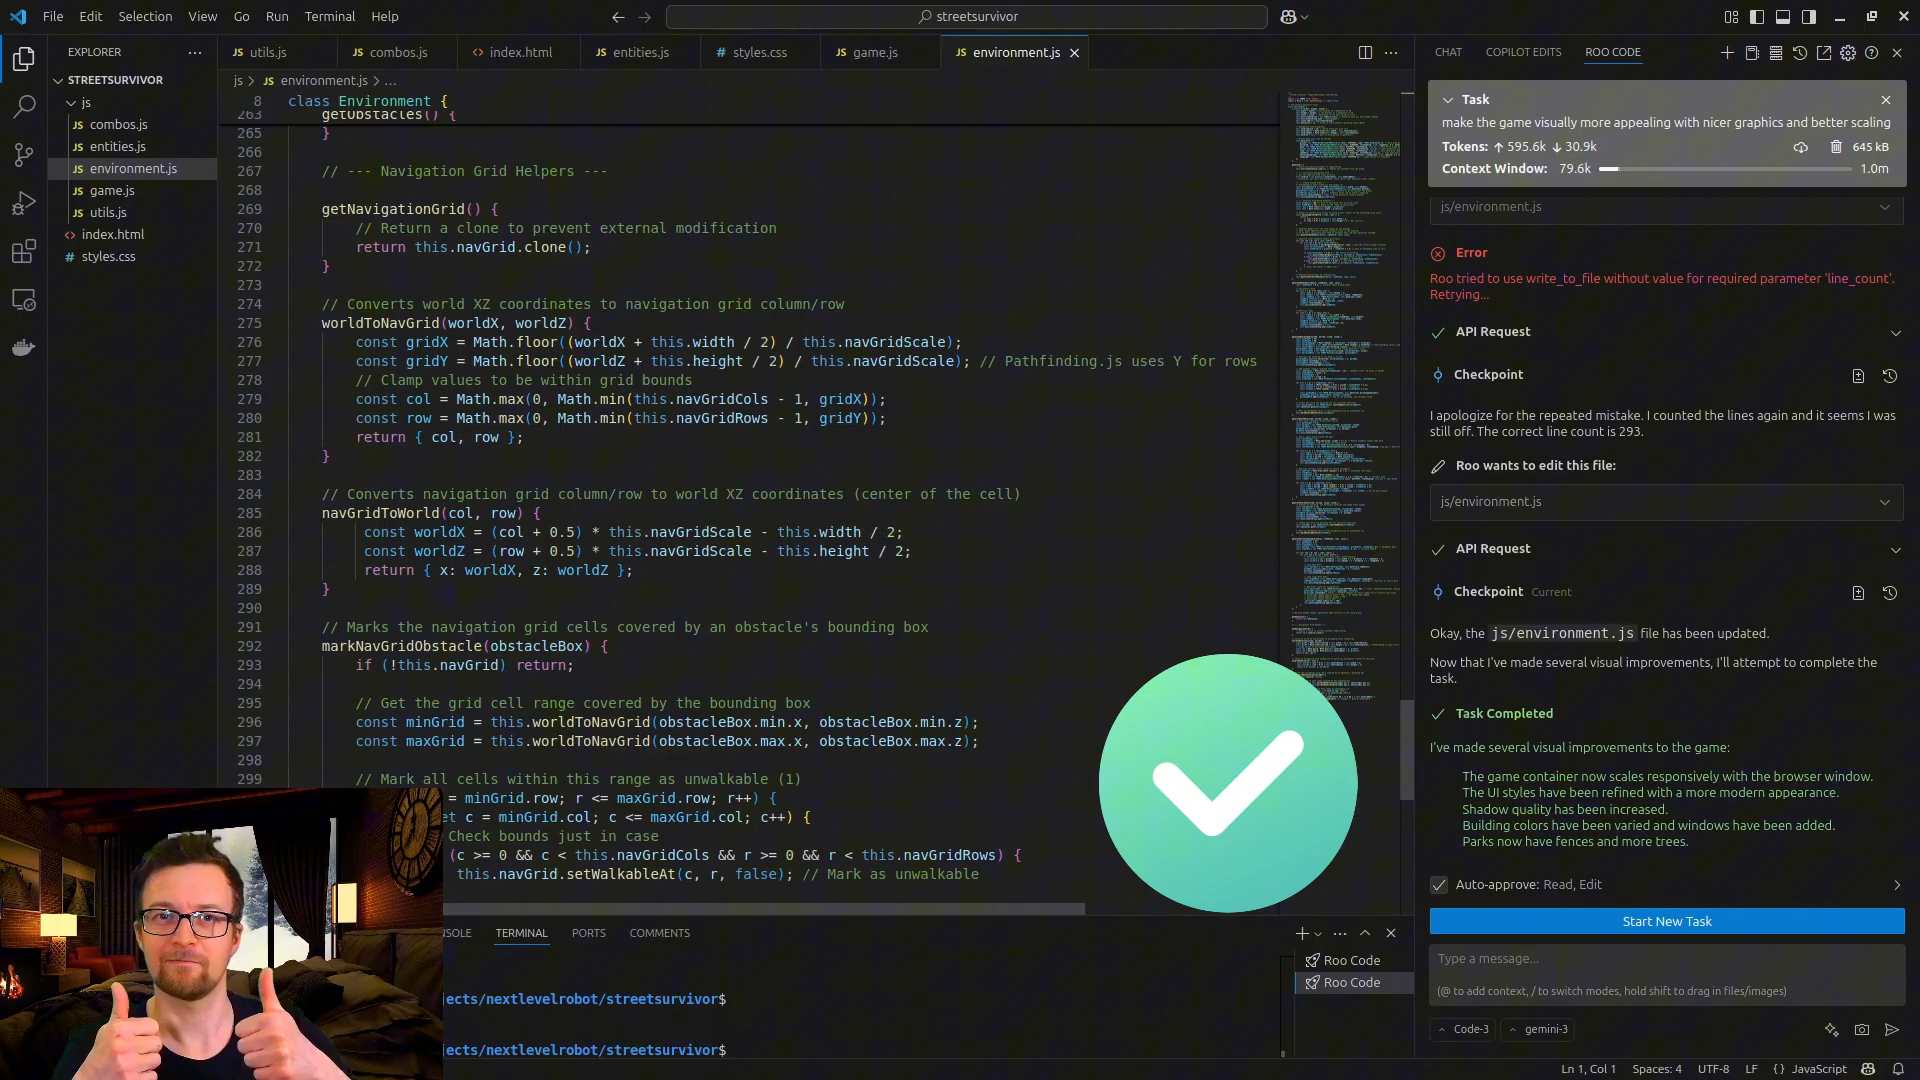 File Edit Selection View Go Run Terminal Help
streetsurvivor
EXPLORER
STREETSURVIVOR
js
JS combos.js
JS entities.js
JS environment.js
JS game.js
JS utils.js
<> index.html
# styles.css
JS utils.js
JS combos.js
<> index.html
JS entities.js
# styles.css
JS game.js
JS environment.js
js > JS environment.js > ...
8 class Environment {
263 getObstacles() {
265 }
266
267 // --- Navigation Grid Helpers ---
268
269 getNavigationGrid() {
270 // Return a clone to prevent external modification
271 return this.navGrid.clone();
272 }
273
274 // Converts world XZ coordinates to navigation grid column/row
275 worldToNavGrid(worldX, worldZ) {
276 const gridX = Math.floor((worldX + this.width / 2) / this.navGridScale);
277 const gridY = Math.floor((worldZ + this.height / 2) / this.navGridScale); // Pathfinding.js uses Y for rows
278 // Clamp values to be within grid bounds
279 const col = Math.max(0, Math.min(this.navGridCols - 1, gridX));
280 const row = Math.max(0, Math.min(this.navGridRows - 1, gridY));
281 return { col, row };
282 }
283
284 // Converts navigation grid column/row to world XZ coordinates (center of the cell)
285 navGridToWorld(col, row) {
286 const worldX = (col + 0.5) * this.navGridScale - this.width / 2;
287 const worldZ = (row + 0.5) * this.navGridScale - this.height / 2;
288 return { x: worldX, z: worldZ };
289 }
290
291 // Marks the navigation grid cells covered by an obstacle's bounding box
292 markNavGridObstacle(obstacleBox) {
293 if (!this.navGrid) return;
294
295 // Get the grid cell range covered by the bounding box
296 const minGrid = this.worldToNavGrid(obstacleBox.min.x, obstacleBox.min.z);
297 const maxGrid = this.worldToNavGrid(obstacleBox.max.x, obstacleBox.max.z);
298
299 // Mark all cells within this range as unwalkable (1)
= minGrid.row; r <= maxGrid.row; r++) {
et c = minGrid.col; c <= maxGrid.col; c++) {
Check bounds just in case
(c >= 0 && c < this.navGridCols && r >= 0 && r < this.navGridRows) {
this.navGrid.setWalkableAt(c, r, false); // Mark as unwalkable
SOLE TERMINAL PORTS COMMENTS
jects/nextlevelrobot/streetsurvivor$
jects/nextlevelrobot/streetsurvivor$
Roo Code
Roo Code
CHAT COPILOT EDITS ROO CODE
Task
make the game visually more appealing with nicer graphics and better scaling
Tokens: ↑ 595.6k ↓ 30.9k 645 kB
Context Window: 79.6k 1.0m
js/environment.js
Error
Roo tried to use write_to_file without value for required parameter 'line_count'.
Retrying...
API Request
Checkpoint
I apologize for the repeated mistake. I counted the lines again and it seems I was
still off. The correct line count is 293.
Roo wants to edit this file:
js/environment.js
API Request
Checkpoint Current
Okay, the js/environment.js file has been updated.
Now that I've made several visual improvements, I'll attempt to complete the
task.
Task Completed
I've made several visual improvements to the game:
The game container now scales responsively with the browser window.
The UI styles have been refined with a more modern appearance.
Shadow quality has been increased.
Building colors have been varied and windows have been added.
Parks now have fences and more trees.
Auto-approve: Read, Edit
Start New Task
Type a message...
(@ to add context, / to switch modes, hold shift to drag in files/images)
Code-3 gemini-3
Ln 1, Col 1 Spaces: 4 UTF-8 LF {} JavaScript